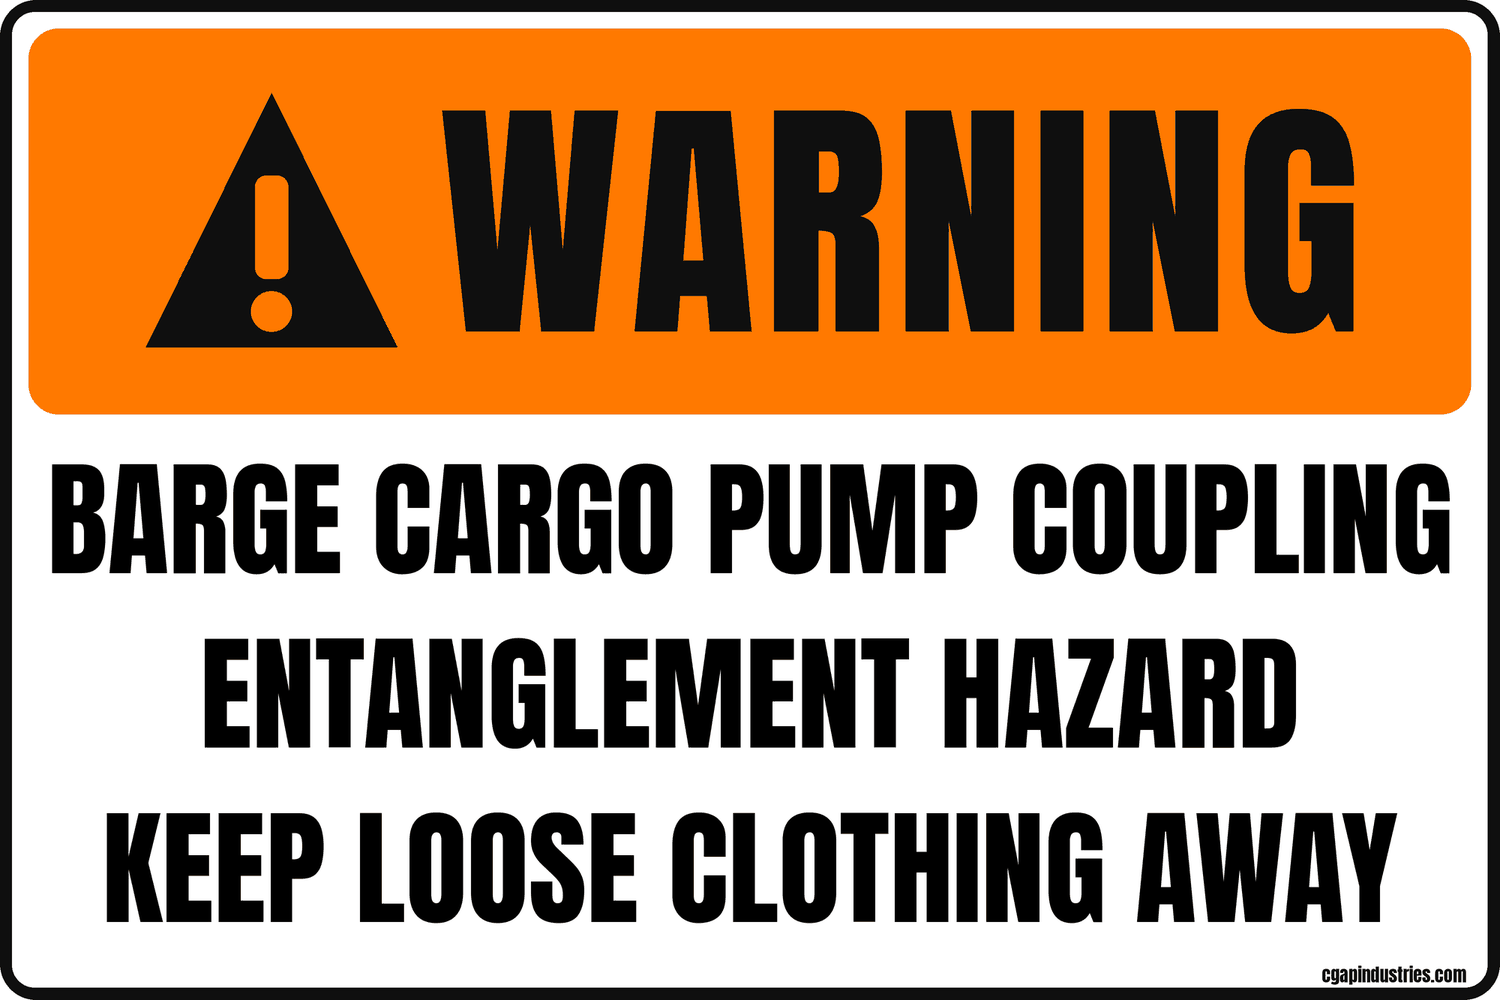 WARNING
BARGE CARGO PUMP COUPLING
ENTANGLEMENT HAZARD
KEEP LOOSE CLOTHING AWAY
cgapindustries.com